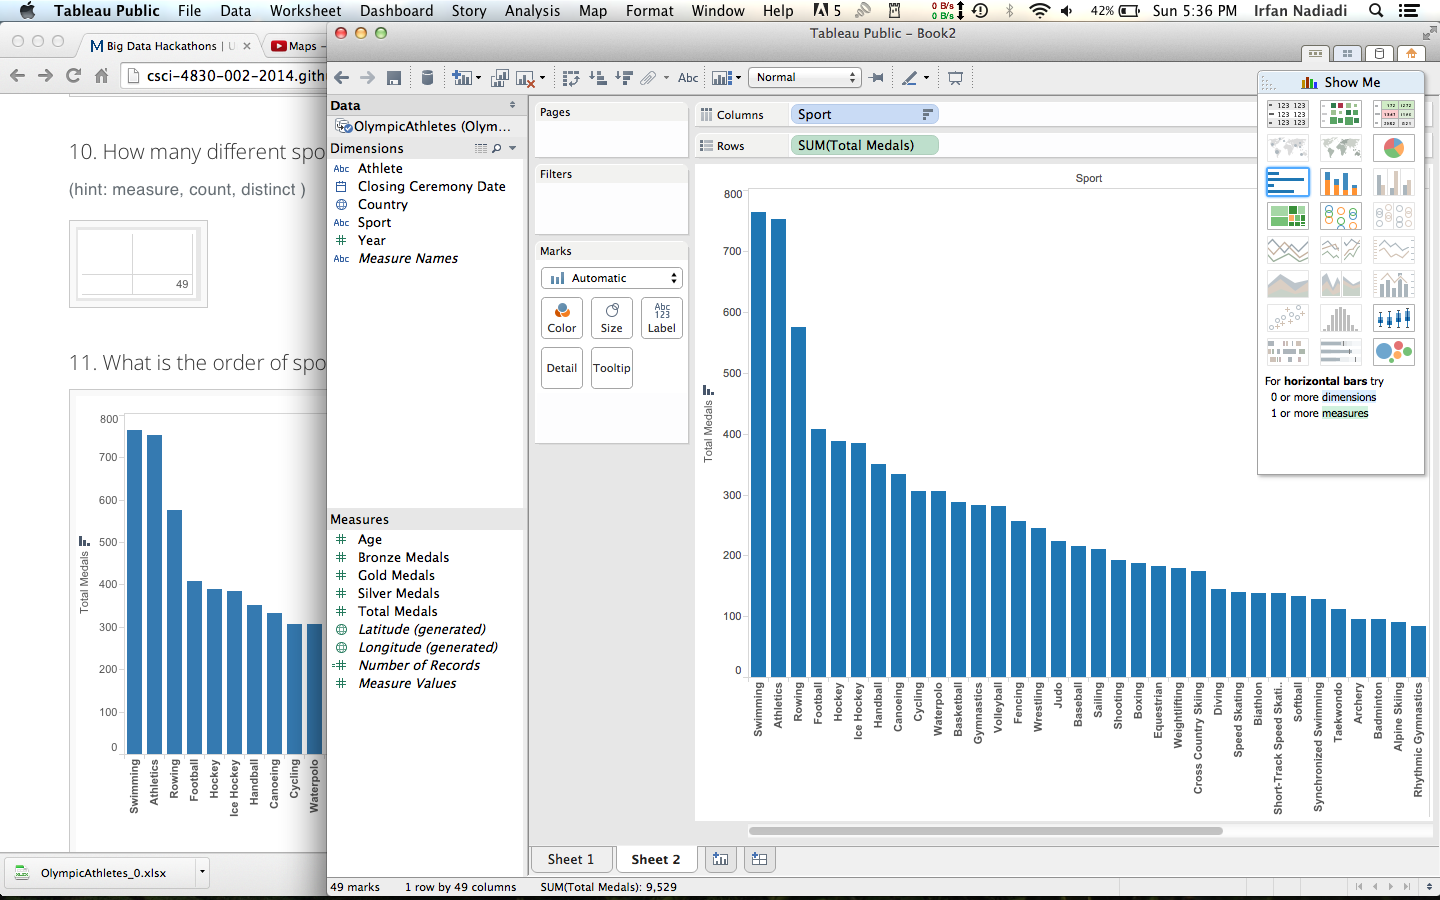 Tableau Public File Data Worksheet Dashboard Story Analysis Map Format Window Help 5 0 B/s 0 B/s 42% Sun 5:36 PM Irfan Nadiadi
Big Data Hackathons | U Maps –
Tableau Public - Book2
csci-4830-002-2014.gith
Abc Normal
Show Me
10. How many different spo
(hint: measure, count, distinct )
49
11. What is the order of spo
800
700
600
500
400
300
200
100
0
Total Medals
Swimming
Athletics
Rowing
Football
Hockey
Ice Hockey
Handball
Canoeing
Cycling
Waterpolo
OlympicAthletes_0.xlsx
Data
OlympicAthletes (Olym...
Dimensions
Abc Athlete
Closing Ceremony Date
Country
Abc Sport
Year
Abc Measure Names
Measures
Age
Bronze Medals
Gold Medals
Silver Medals
Total Medals
Latitude (generated)
Longitude (generated)
Number of Records
Measure Values
Pages
Filters
Marks
Automatic
Color Size Abc 123 Label
Detail Tooltip
Columns Sport
Rows SUM(Total Medals)
Sport
800
700
600
500
400
300
200
100
0
Total Medals
Swimming
Athletics
Rowing
Football
Hockey
Ice Hockey
Handball
Canoeing
Cycling
Waterpolo
Basketball
Gymnastics
Volleyball
Fencing
Wrestling
Judo
Baseball
Sailing
Shooting
Boxing
Equestrian
Weightlifting
Cross Country Skiing
Diving
Speed Skating
Biathlon
Short-Track Speed Skati..
Softball
Synchronized Swimming
Taekwondo
Archery
Badminton
Alpine Skiing
Rhythmic Gymnastics
For horizontal bars try
0 or more dimensions
1 or more measures
Sheet 1 Sheet 2
49 marks 1 row by 49 columns SUM(Total Medals): 9,529